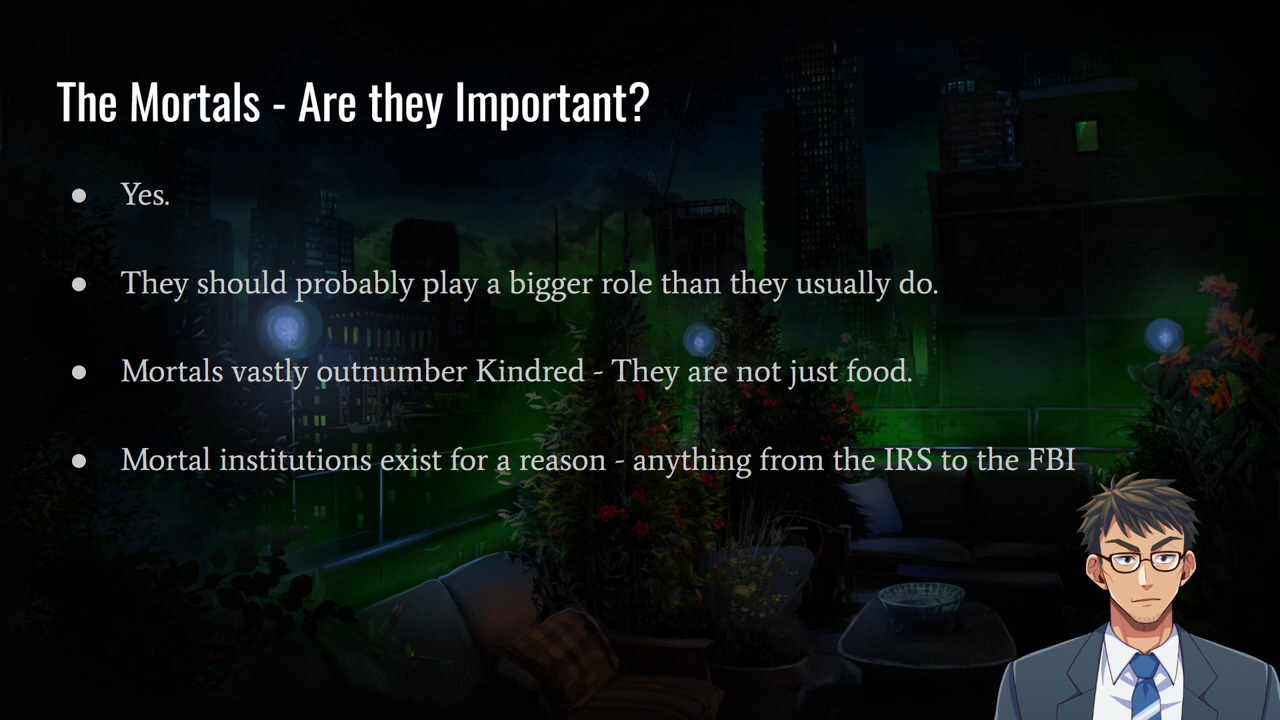 The Mortals - Are they Important?
● Yes.
● They should probably play a bigger role than they usually do.
● Mortals vastly outnumber Kindred - They are not just food.
● Mortal institutions exist for a reason - anything from the IRS to the FBI